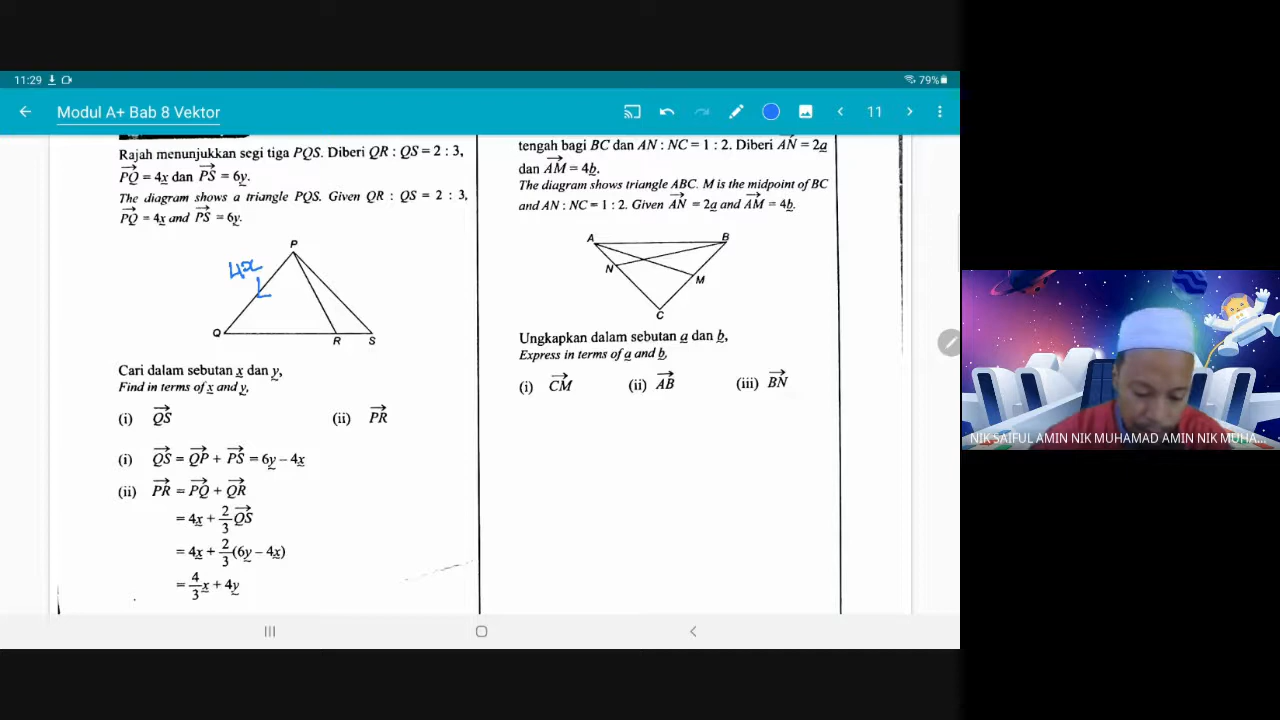 11:29
79%
Modul A+ Bab 8 Vektor
11
Rajah menunjukkan segi tiga PQS. Diberi QR : QS = 2 : 3,
PQ = 4x dan PS = 6y.
The diagram shows a triangle PQS. Given QR : QS = 2 : 3,
PQ = 4x and PS = 6y.
P
4x
Q
R
S
Cari dalam sebutan x dan y,
Find in terms of x and y,
(i) QS
(ii) PR
(i) QS = QP + PS = 6y – 4x
(ii) PR = PQ + QR
= 4x + 2/3 QS
= 4x + 2/3(6y – 4x)
= 4/3x + 4y
tengah bagi BC dan AN : NC = 1 : 2. Diberi AN = 2a
dan AM = 4b.
The diagram shows triangle ABC. M is the midpoint of BC
and AN : NC = 1 : 2. Given AN = 2a and AM = 4b.
A
B
N
M
C
Ungkapkan dalam sebutan a dan b,
Express in terms of a and b,
(i) CM
(ii) AB
(iii) BN
NIK SAIFUL AMIN NIK MUHAMAD AMIN NIK MUHA...